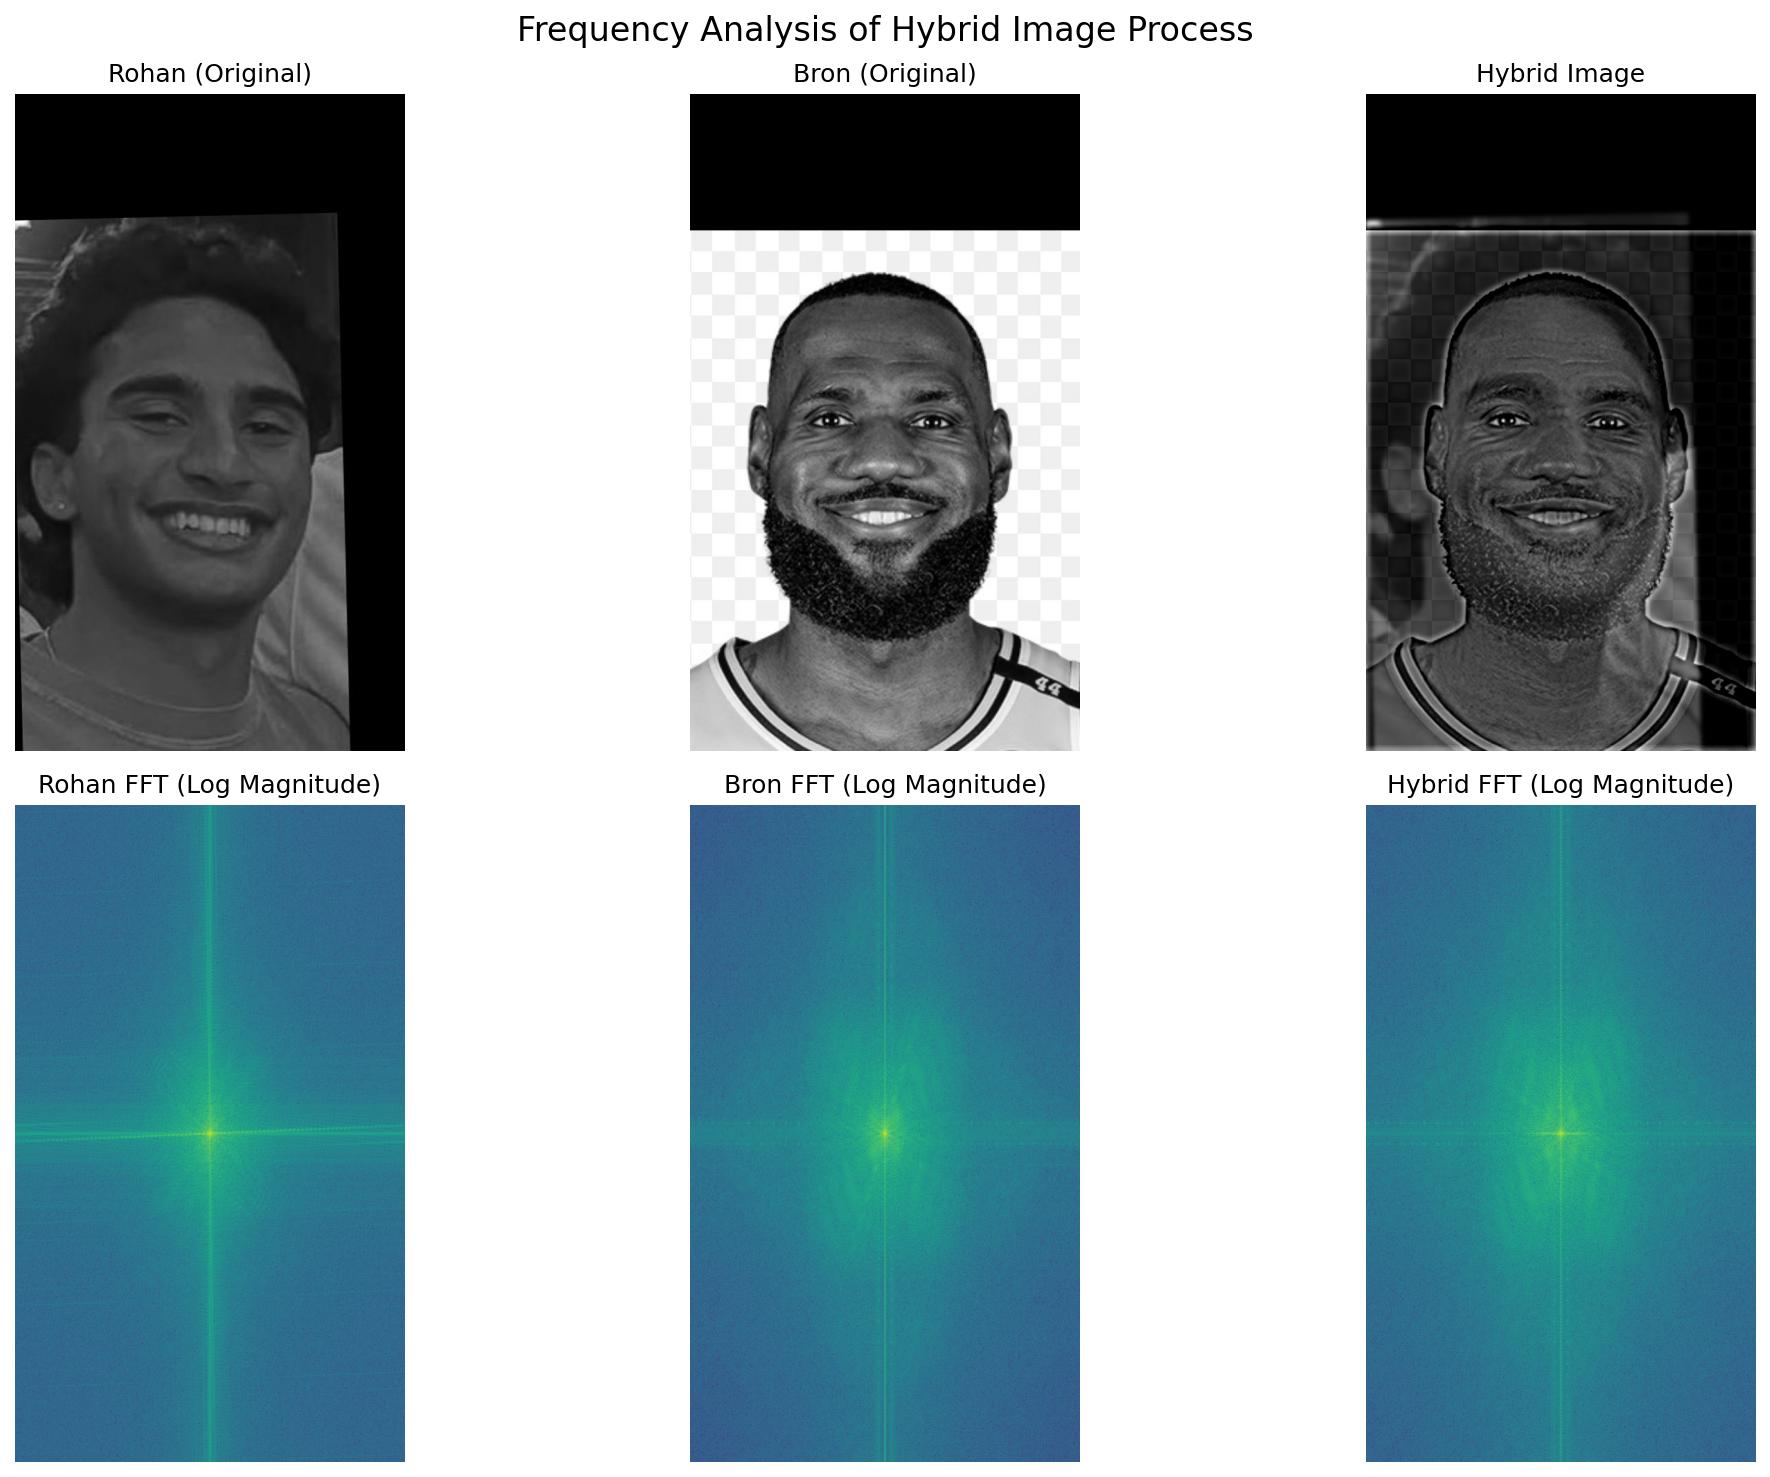 Frequency Analysis of Hybrid Image Process
Rohan (Original)
Bron (Original)
Hybrid Image
44
44
Rohan FFT (Log Magnitude)
Bron FFT (Log Magnitude)
Hybrid FFT (Log Magnitude)